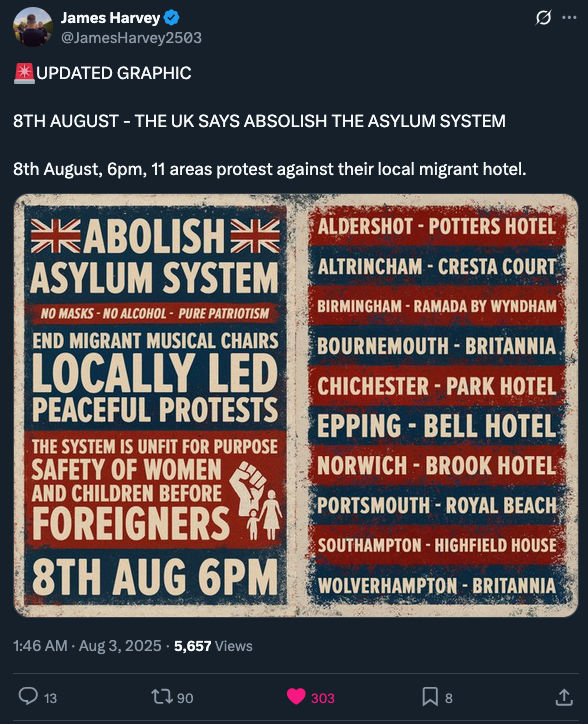 James Harvey
@JamesHarvey2503
🚨UPDATED GRAPHIC
8TH AUGUST - THE UK SAYS ABSOLISH THE ASYLUM SYSTEM
8th August, 6pm, 11 areas protest against their local migrant hotel.
ABOLISH
ASYLUM SYSTEM
NO MASKS - NO ALCOHOL - PURE PATRIOTISM
END MIGRANT MUSICAL CHAIRS
LOCALLY LED
PEACEFUL PROTESTS
THE SYSTEM IS UNFIT FOR PURPOSE
SAFETY OF WOMEN
AND CHILDREN BEFORE
FOREIGNERS
8TH AUG 6PM
ALDERSHOT - POTTERS HOTEL
ALTRINCHAM - CRESTA COURT
BIRMINGHAM - RAMADA BY WYNDHAM
BOURNEMOUTH - BRITANNIA
CHICHESTER - PARK HOTEL
EPPING - BELL HOTEL
NORWICH - BROOK HOTEL
PORTSMOUTH - ROYAL BEACH
SOUTHAMPTON - HIGHFIELD HOUSE
WOLVERHAMPTON - BRITANNIA
1:46 AM · Aug 3, 2025 · 5,657 Views
13 90 303 8